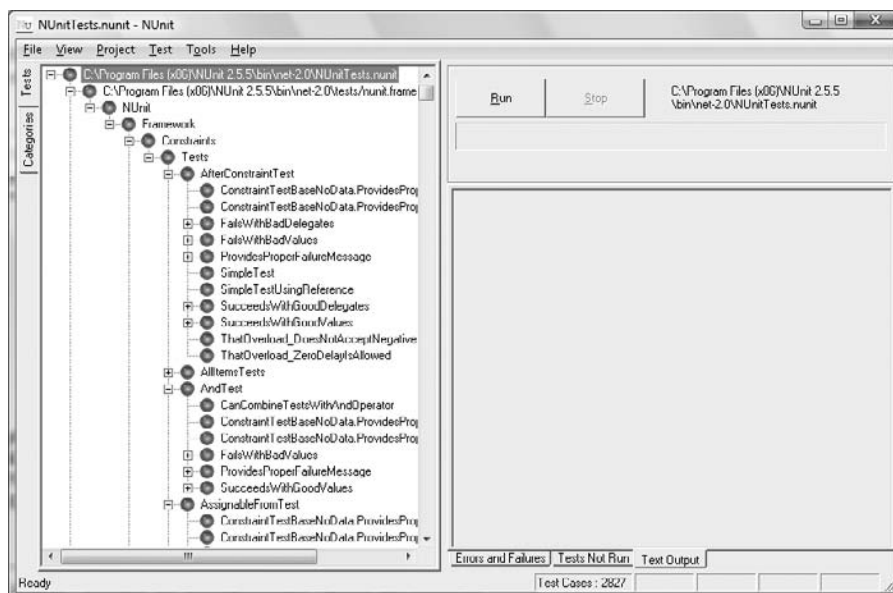 NUnitTests.nunit - NUnit
File View Project Test Tools Help
Tests
Categories
C:\Program Files (x86)\NUnit 2.5.5\bin\net-2.0\NUnitTests.nunit
C:\Program Files (x86)\NUnit 2.5.5\bin\net-2.0\tests/nunit.frame
NUnit
Framework
Constraints
Tests
AfterConstraintTest
ConstraintTestBaseNoData.ProvidesProp
ConstraintTestBaseNoData.ProvidesProp
FailsWithBadDelegates
FailsWithBadValues
ProvidesProperFailureMessage
SimpleTest
SimpleTestUsingReference
SucceedsWithGoodDelegates
SucceedsWithGoodValues
ThatOverload_DoesNotAcceptNegative
ThatOverload_ZeroDelayIsAllowed
AllItemsTests
AndTest
CanCombineTestsWithAndOperator
ConstraintTestBaseNoData.ProvidesProp
ConstraintTestBaseNoData.ProvidesProp
FailsWithBadValues
ProvidesProperFailureMessage
SucceedsWithGoodValues
AssignableFromTest
ConstraintTestBaseNoData.ProvidesProp
ConstraintTestBaseNoData.ProvidesProp
Run
Stop
C:\Program Files (x86)\NUnit 2.5.5
\bin\net-2.0\NUnitTests.nunit
Errors and Failures
Tests Not Run
Text Output
Ready
Test Cases : 2827